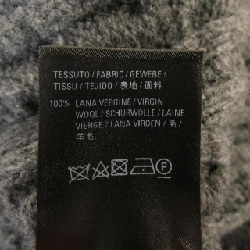 TESSUTO / FABRIC / GEWEBE /
TISSU / TEJIDO / 表地 / 面料
100% LANA VERGINE / VIRGIN
WOOL / SCHURWOLLE / LAINE
VIERGE / LANA VIRGEN / 毛 /
羊毛